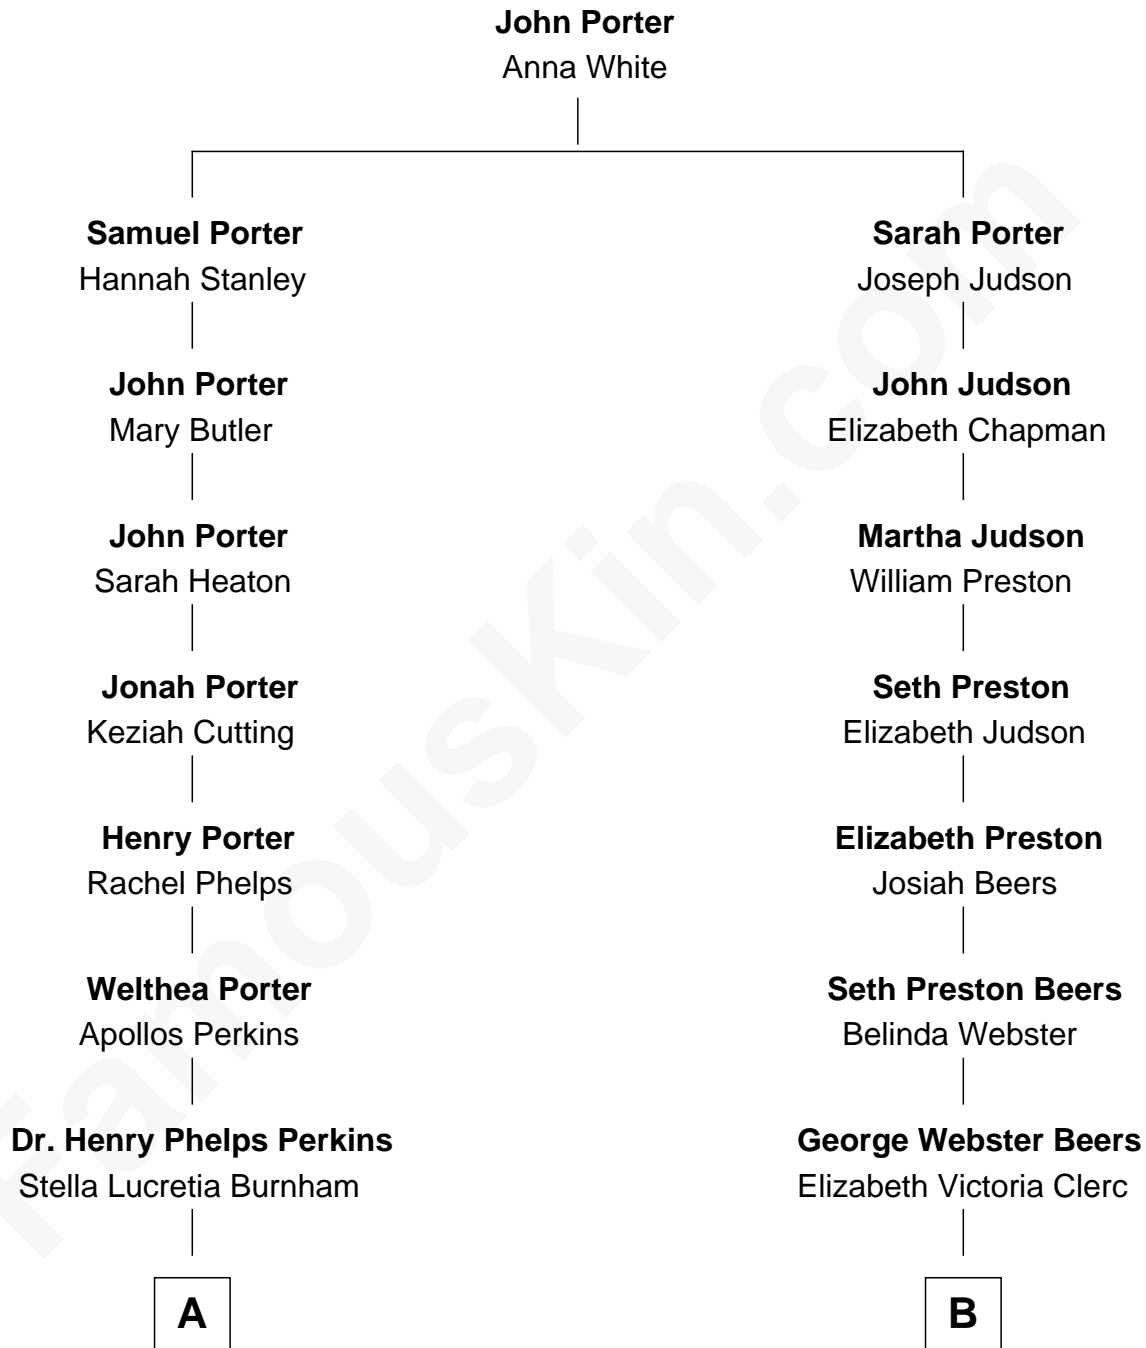 John Porter
Anna White
Samuel Porter
Hannah Stanley
Sarah Porter
Joseph Judson
John Porter
Mary Butler
John Judson
Elizabeth Chapman
John Porter
Sarah Heaton
Martha Judson
William Preston
Jonah Porter
Keziah Cutting
Seth Preston
Elizabeth Judson
Henry Porter
Rachel Phelps
Elizabeth Preston
Josiah Beers
Welthea Porter
Apollos Perkins
Seth Preston Beers
Belinda Webster
Dr. Henry Phelps Perkins
Stella Lucretia Burnham
George Webster Beers
Elizabeth Victoria Clerc
A
B
FamousKin.com